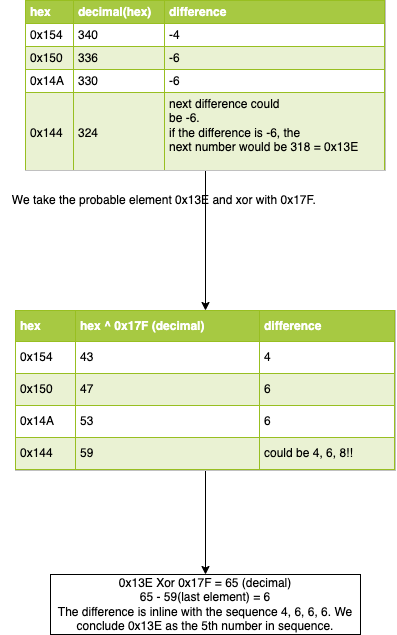 hex decimal(hex) difference
0x154 340 -4
0x150 336 -6
0x14A 330 -6
0x144 324 next difference could
be -6.
if the difference is -6, the
next number would be 318 = 0x13E
We take the probable element 0x13E and xor with 0x17F.
hex hex ^ 0x17F (decimal) difference
0x154 43 4
0x150 47 6
0x14A 53 6
0x144 59 could be 4, 6, 8!!
0x13E Xor 0x17F = 65 (decimal)
65 - 59(last element) = 6
The difference is inline with the sequence 4, 6, 6, 6. We
conclude 0x13E as the 5th number in sequence.